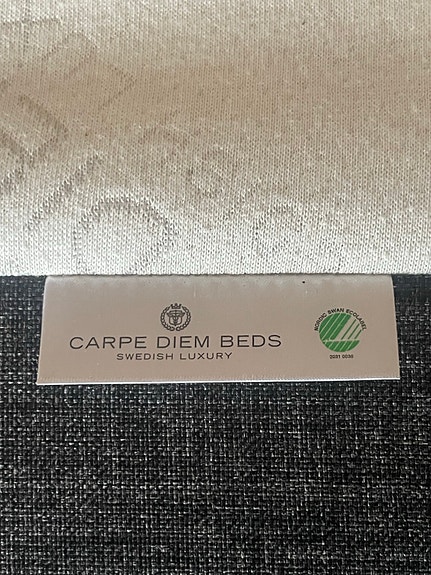 CARPE DIEM BEDS
SWEDISH LUXURY
NORDIC SWAN ECOLABEL